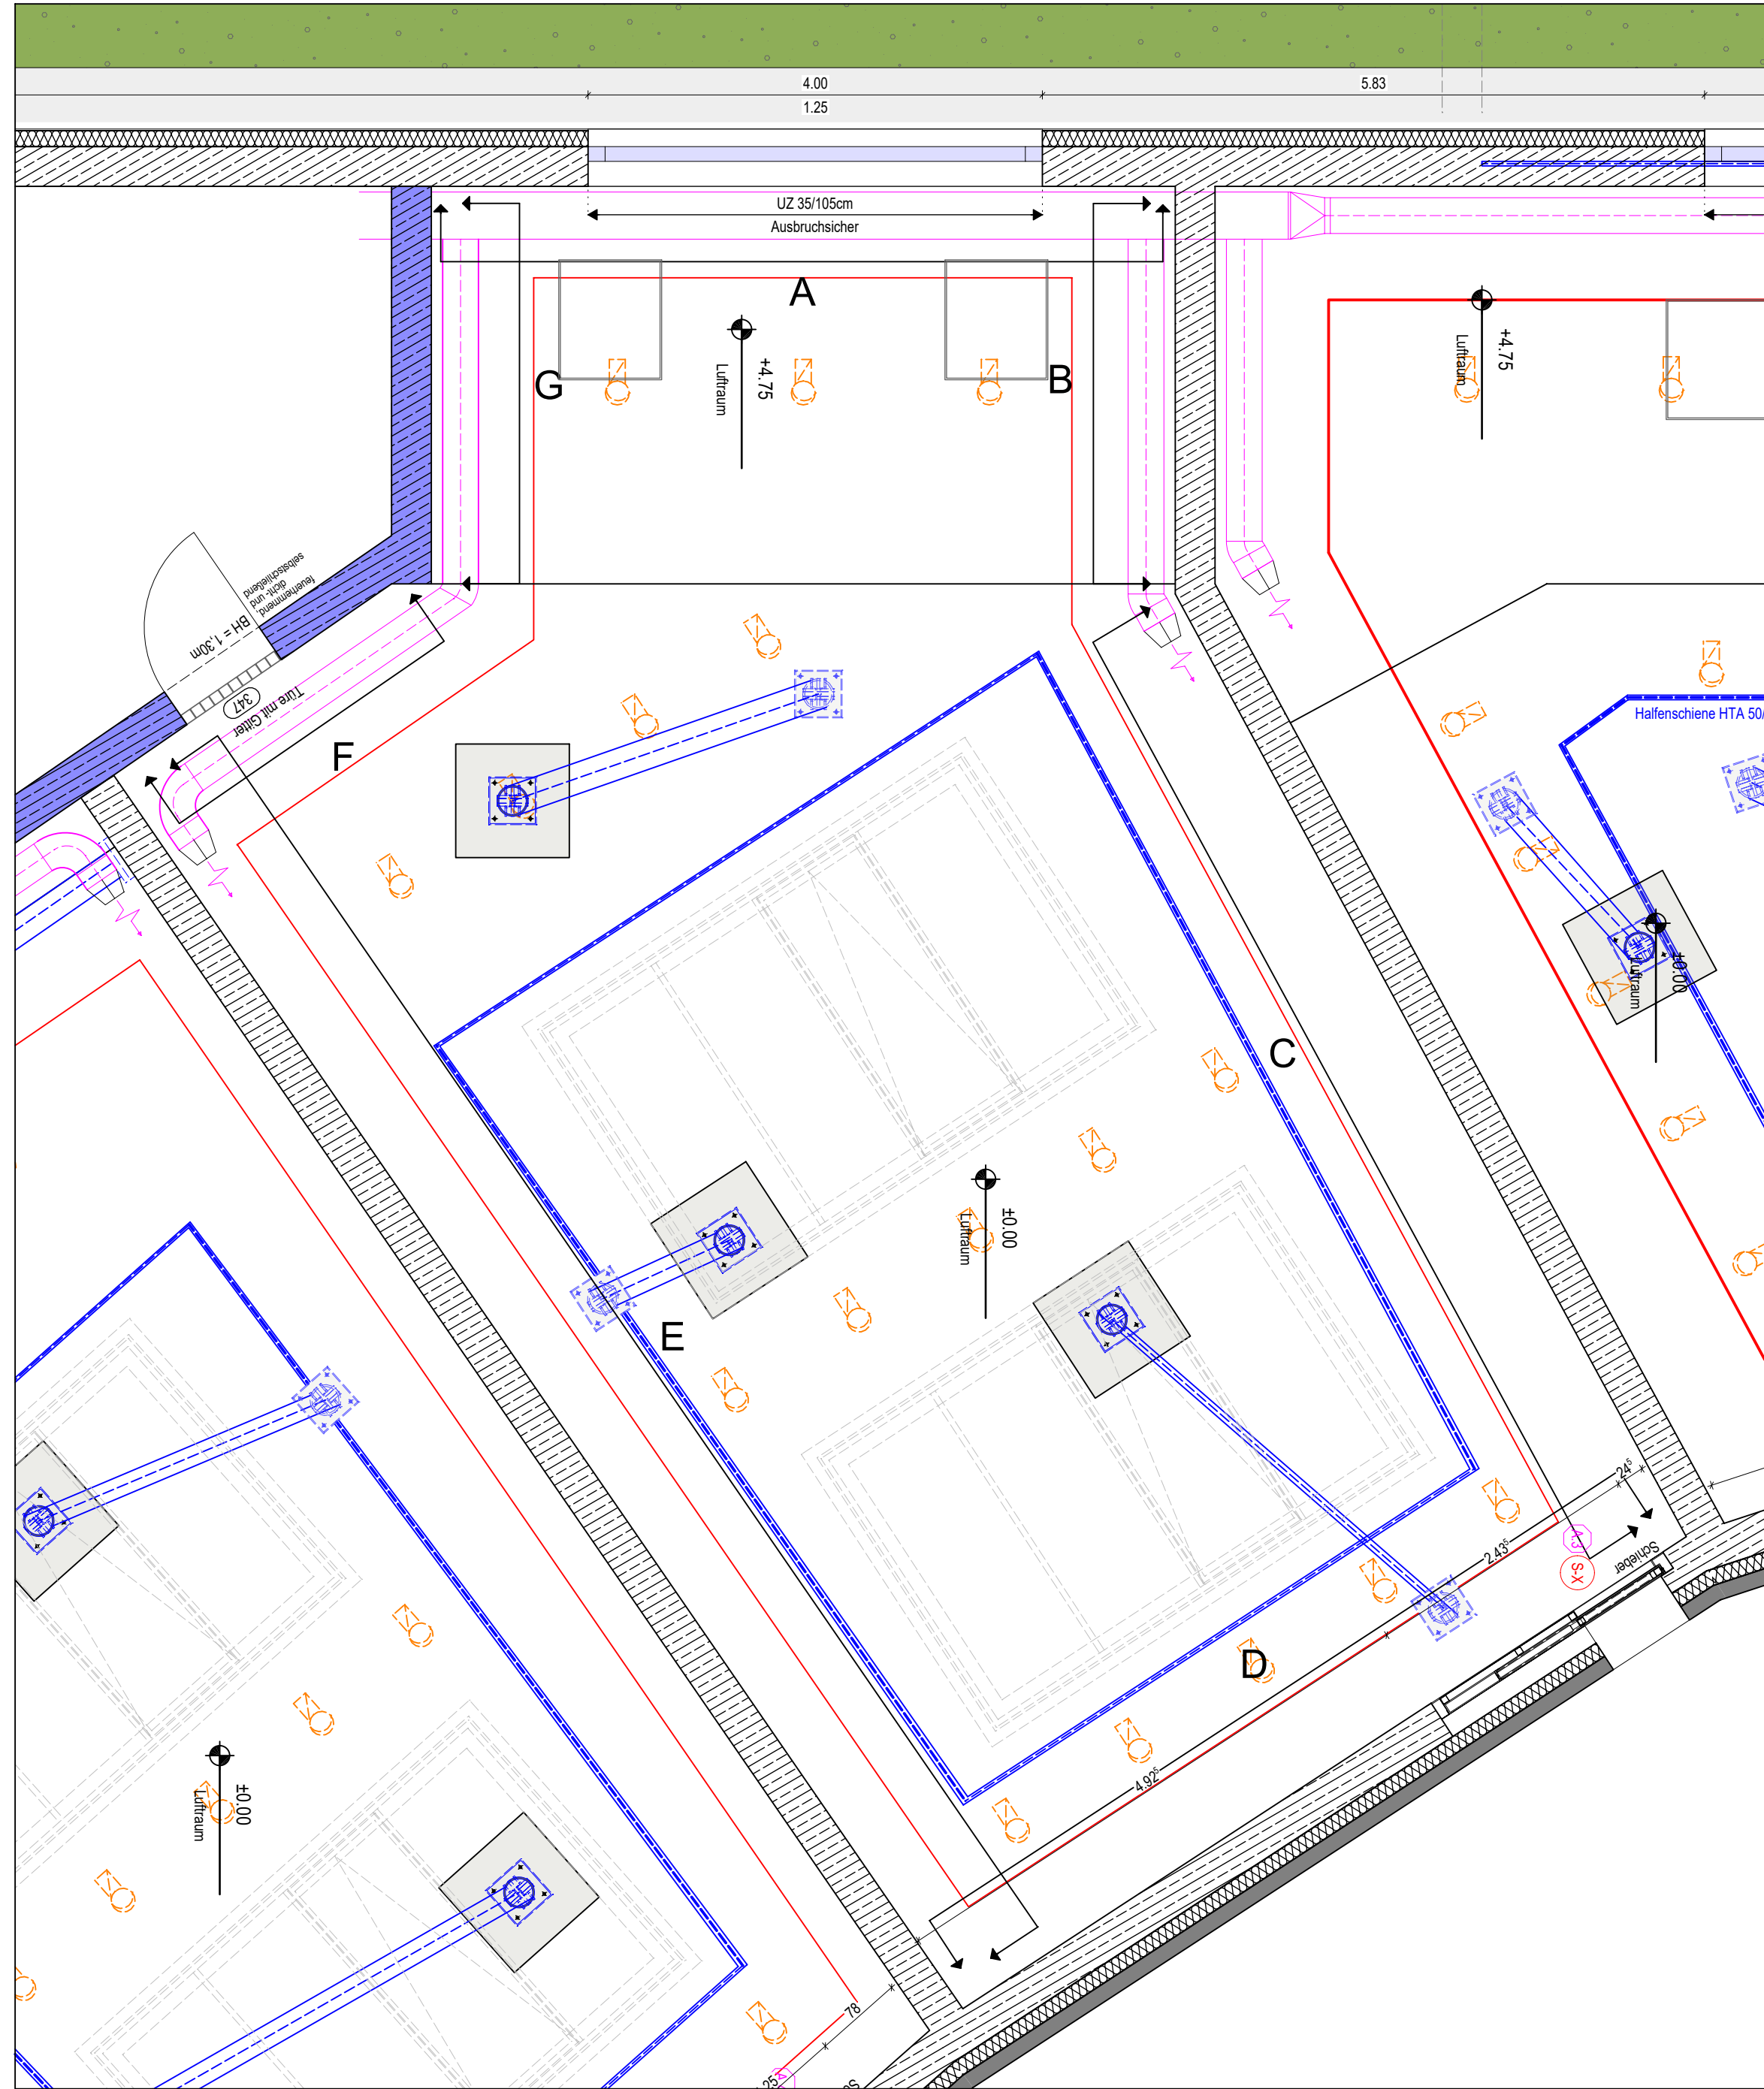 4.00
5.83
1.25
UZ 35/105cm
Ausbruchsicher
A
+4.75
Luftraum
+4.75
Luftraum
G
B
feuerhemmend,
dicht- und
selbstschließend
BH = 1,30m
347
Türe mit Gitter
F
Halfenschiene HTA 50/
±0.00
Luftraum
C
±0.00
Luftraum
E
24⁵
2.43⁵
A3
S-X
Schieber
D
4.92⁵
±0.00
Luftraum
78
25